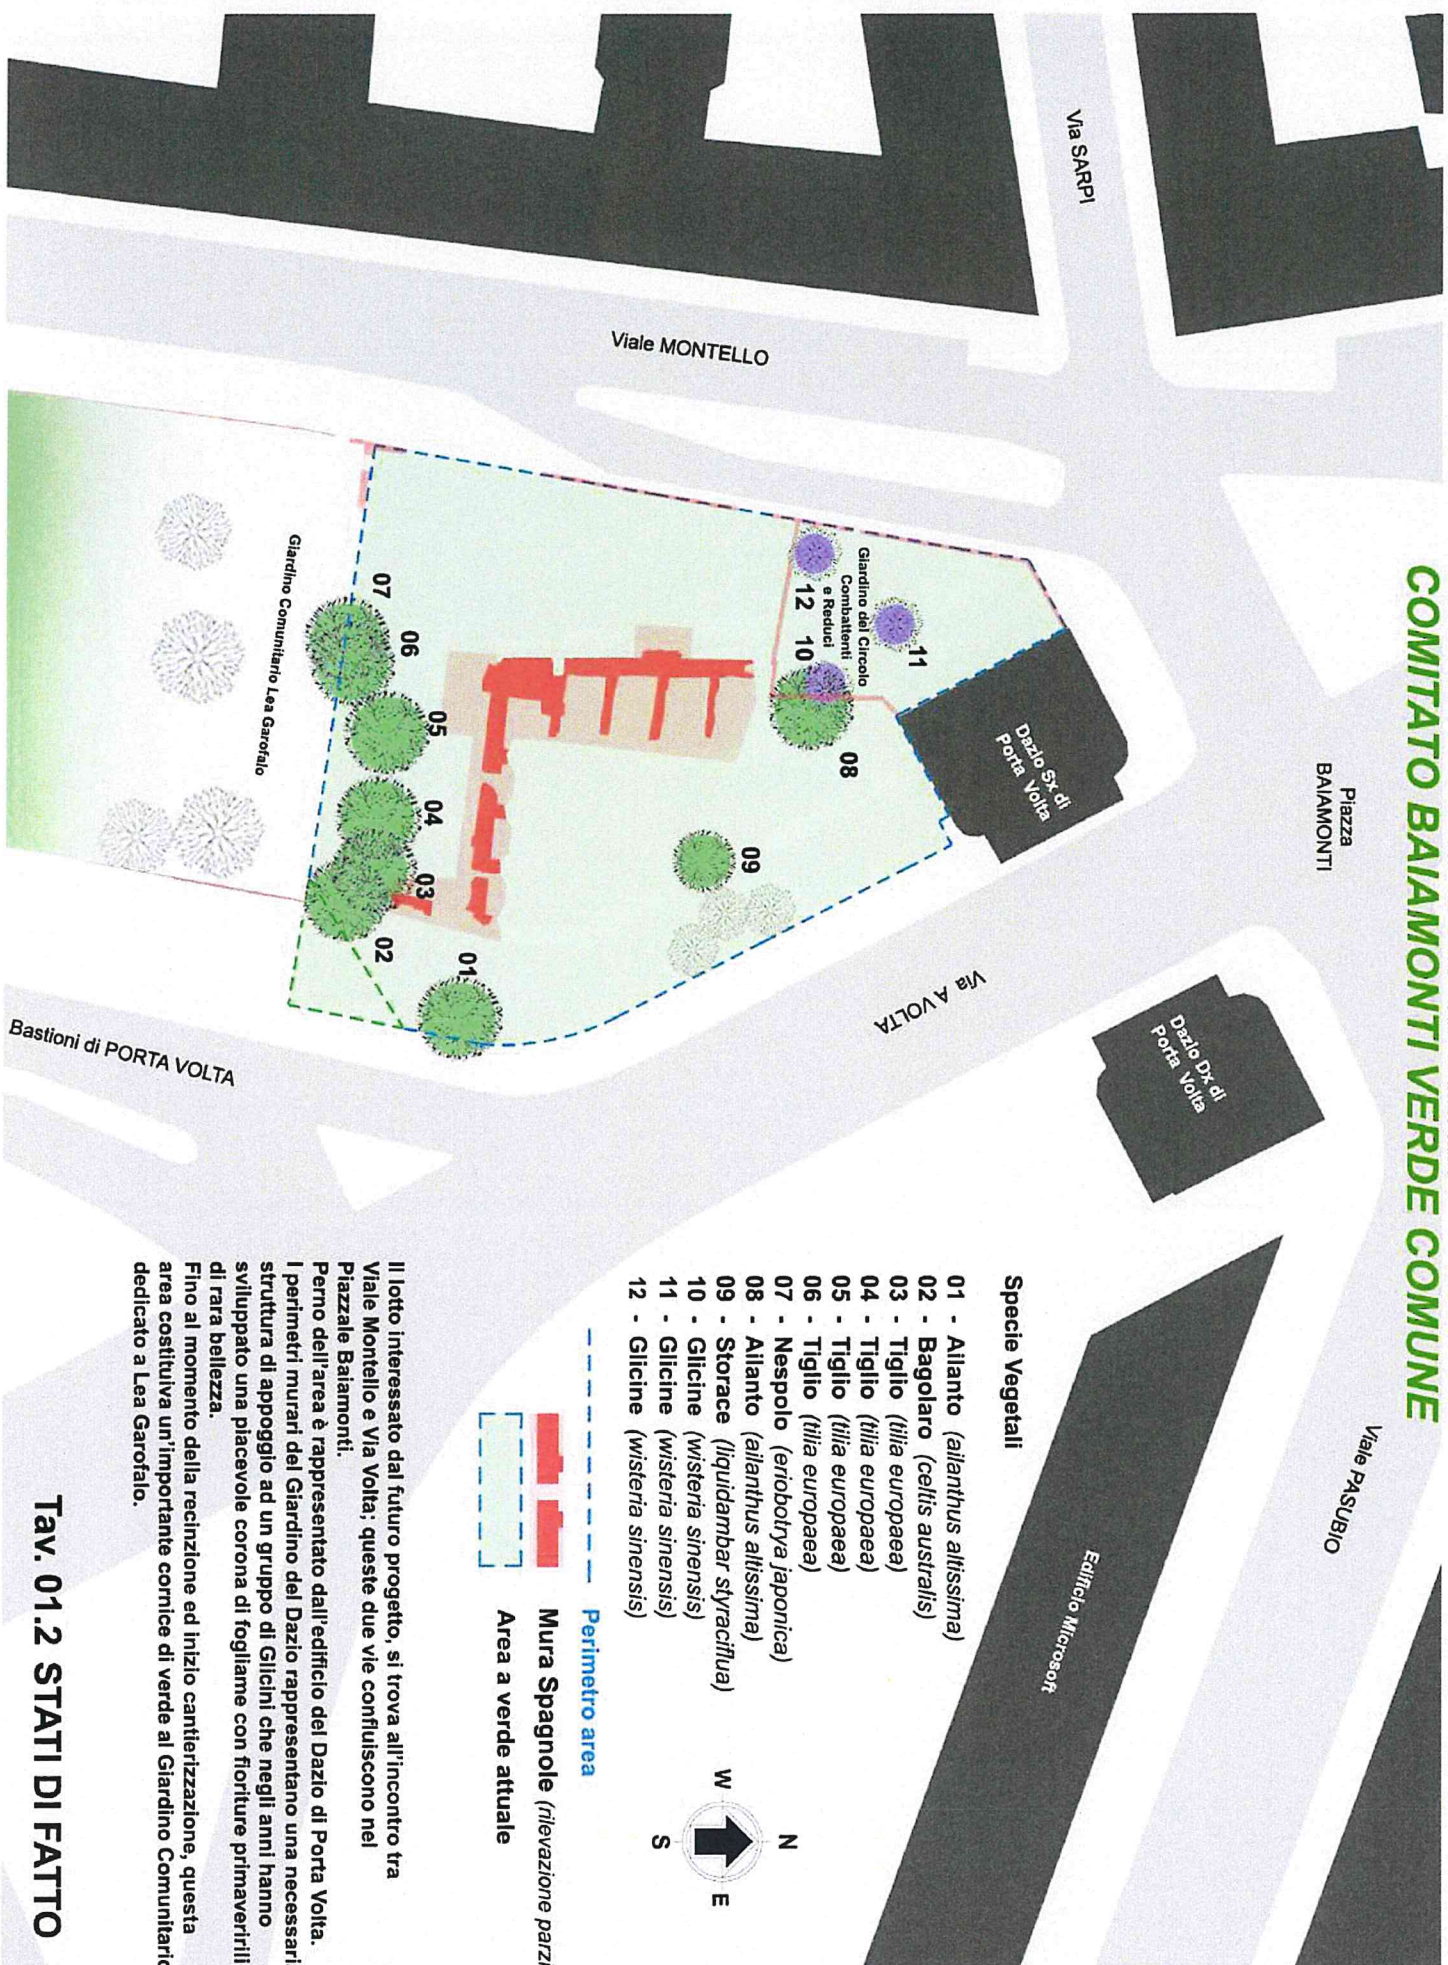 COMITATO BAIAMONTI VERDE COMUNE
Via SARPI
Piazza
BAIAMONTI
Viale PASUBIO
Viale MONTELLO
Dazio Sx di
Porta Volta
Dazio Dx di
Porta Volta
Edificio Microsoft
Via A VOLTA
Giardino del Circolo
Combattenti
e Reduci
11
12
10
08
09
07
06
05
04
03
02
01
Giardino Comunitario Lea Garofalo
Bastioni di PORTA VOLTA
Specie Vegetali
01 - Ailanto (ailanthus altissima)
02 - Bagolaro (celtis australis)
03 - Tiglio (tilia europaea)
04 - Tiglio (tilia europaea)
05 - Tiglio (tilia europaea)
06 - Tiglio (tilia europaea)
07 - Nespolo (eriobotrya japonica)
08 - Ailanto (ailanthus altissima)
09 - Storace (liquidambar styraciflua)
10 - Glicine (wisteria sinensis)
11 - Glicine (wisteria sinensis)
12 - Glicine (wisteria sinensis)
N
W
E
S
Perimetro area
Mura Spagnole (rilevazione parzi
Area a verde attuale
Il lotto interessato dal futuro progetto, si trova all'incontro tra
Viale Montello e Via Volta; queste due vie confluiscono nel
Piazzale Baiamonti.
Perno dell'area è rappresentato dall'edificio del Dazio di Porta Volta.
I perimetri murari del Giardino del Dazio rappresentano una necessari
struttura di appoggio ad un gruppo di Glicini che negli anni hanno
sviluppato una piacevole corona di fogliame con fioriture primaveririli
di rara bellezza.
Fino al momento della recinzione ed inizio cantierizzazione, questa
area costituiva un'importante cornice di verde al Giardino Comunitario
dedicato a Lea Garofalo.
Tav. 01.2 STATI DI FATTO